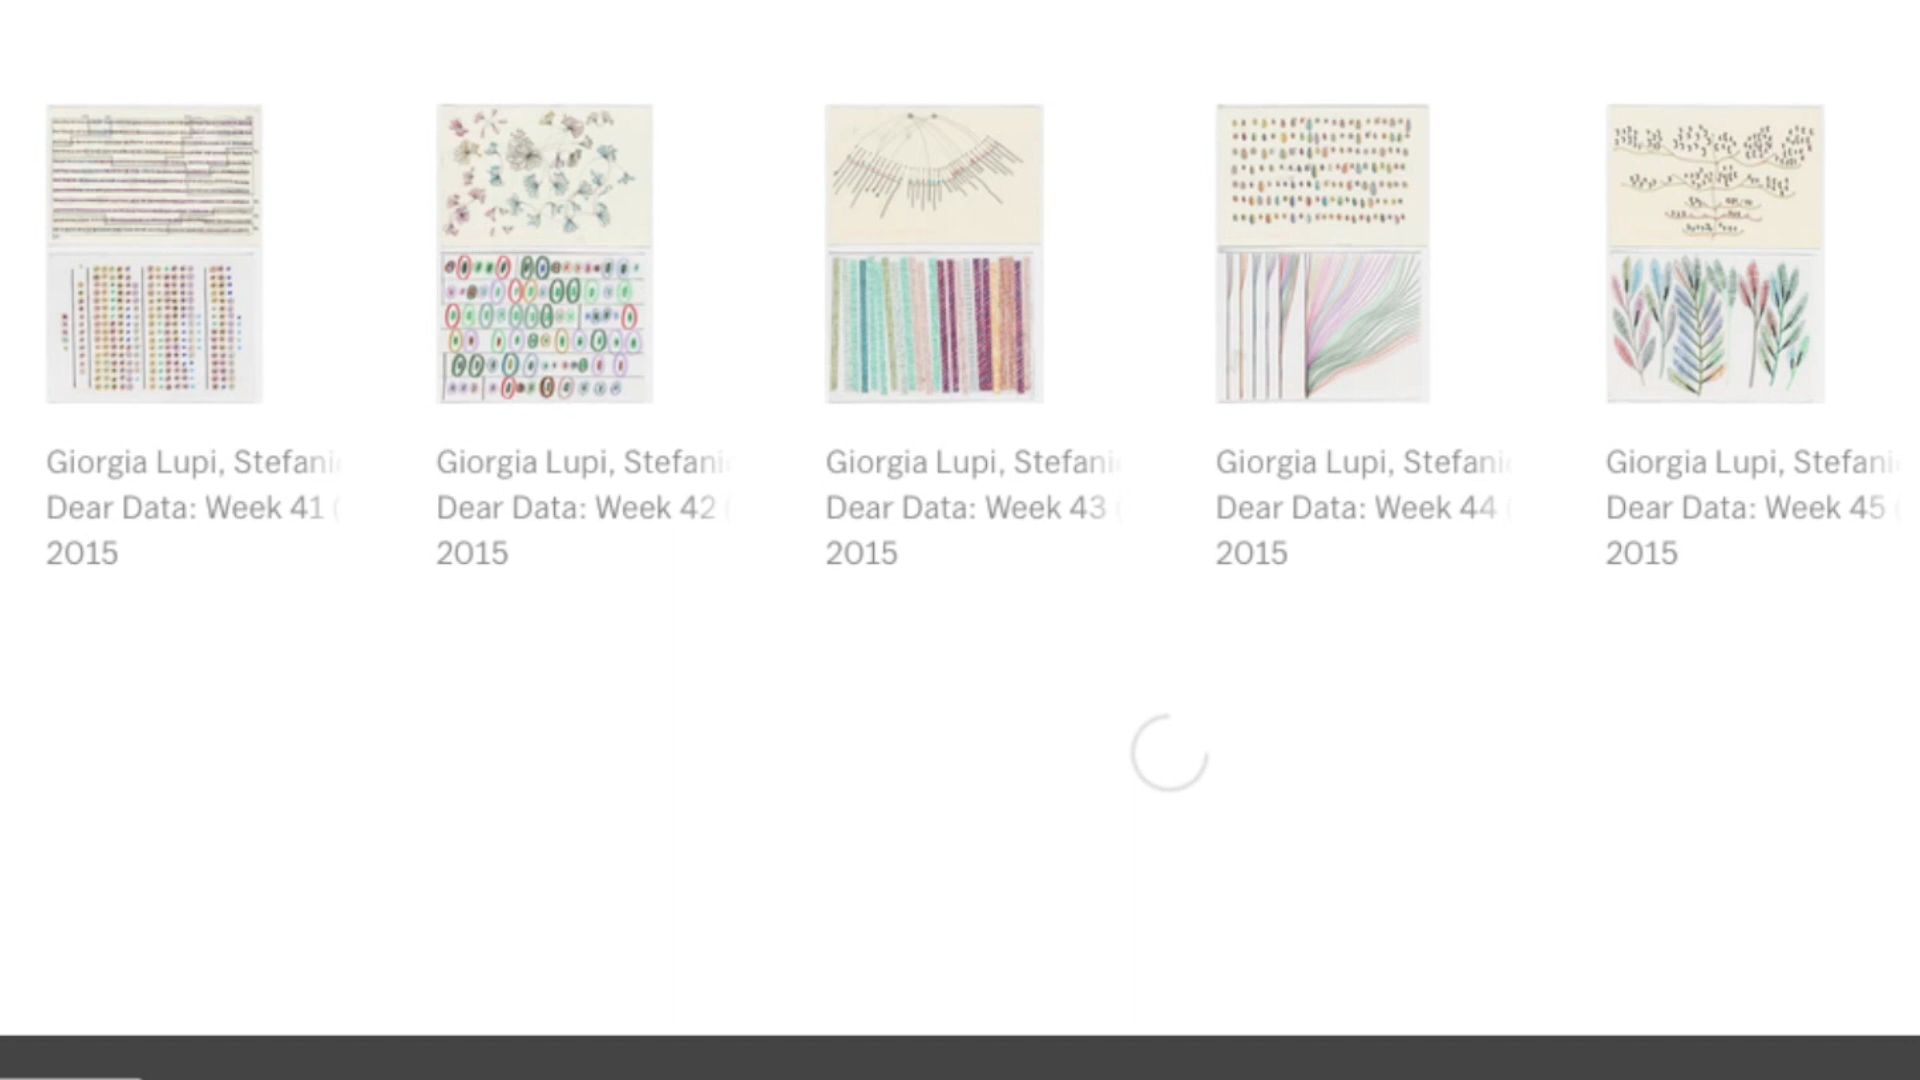 Giorgia Lupi, Stefani
Dear Data: Week 41
2015
Giorgia Lupi, Stefani
Dear Data: Week 42
2015
Giorgia Lupi, Stefani
Dear Data: Week 43
2015
Giorgia Lupi, Stefani
Dear Data: Week 44
2015
Giorgia Lupi, Stefani
Dear Data: Week 45
2015